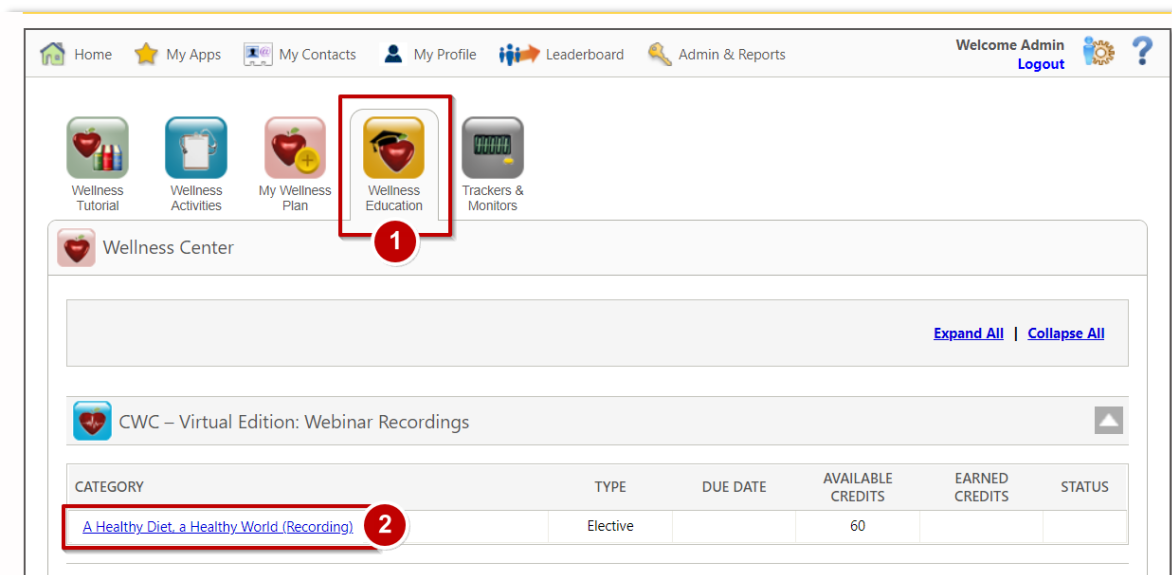 Home My Apps My Contacts My Profile Leaderboard Admin & Reports Welcome Admin
Logout
?
Wellness Tutorial
Wellness Activities
My Wellness Plan
Wellness Education
Trackers & Monitors
1
Wellness Center
Expand All | Collapse All
CWC – Virtual Edition: Webinar Recordings
CATEGORY TYPE DUE DATE AVAILABLE CREDITS EARNED CREDITS STATUS
A Healthy Diet, a Healthy World (Recording) 2 Elective 60